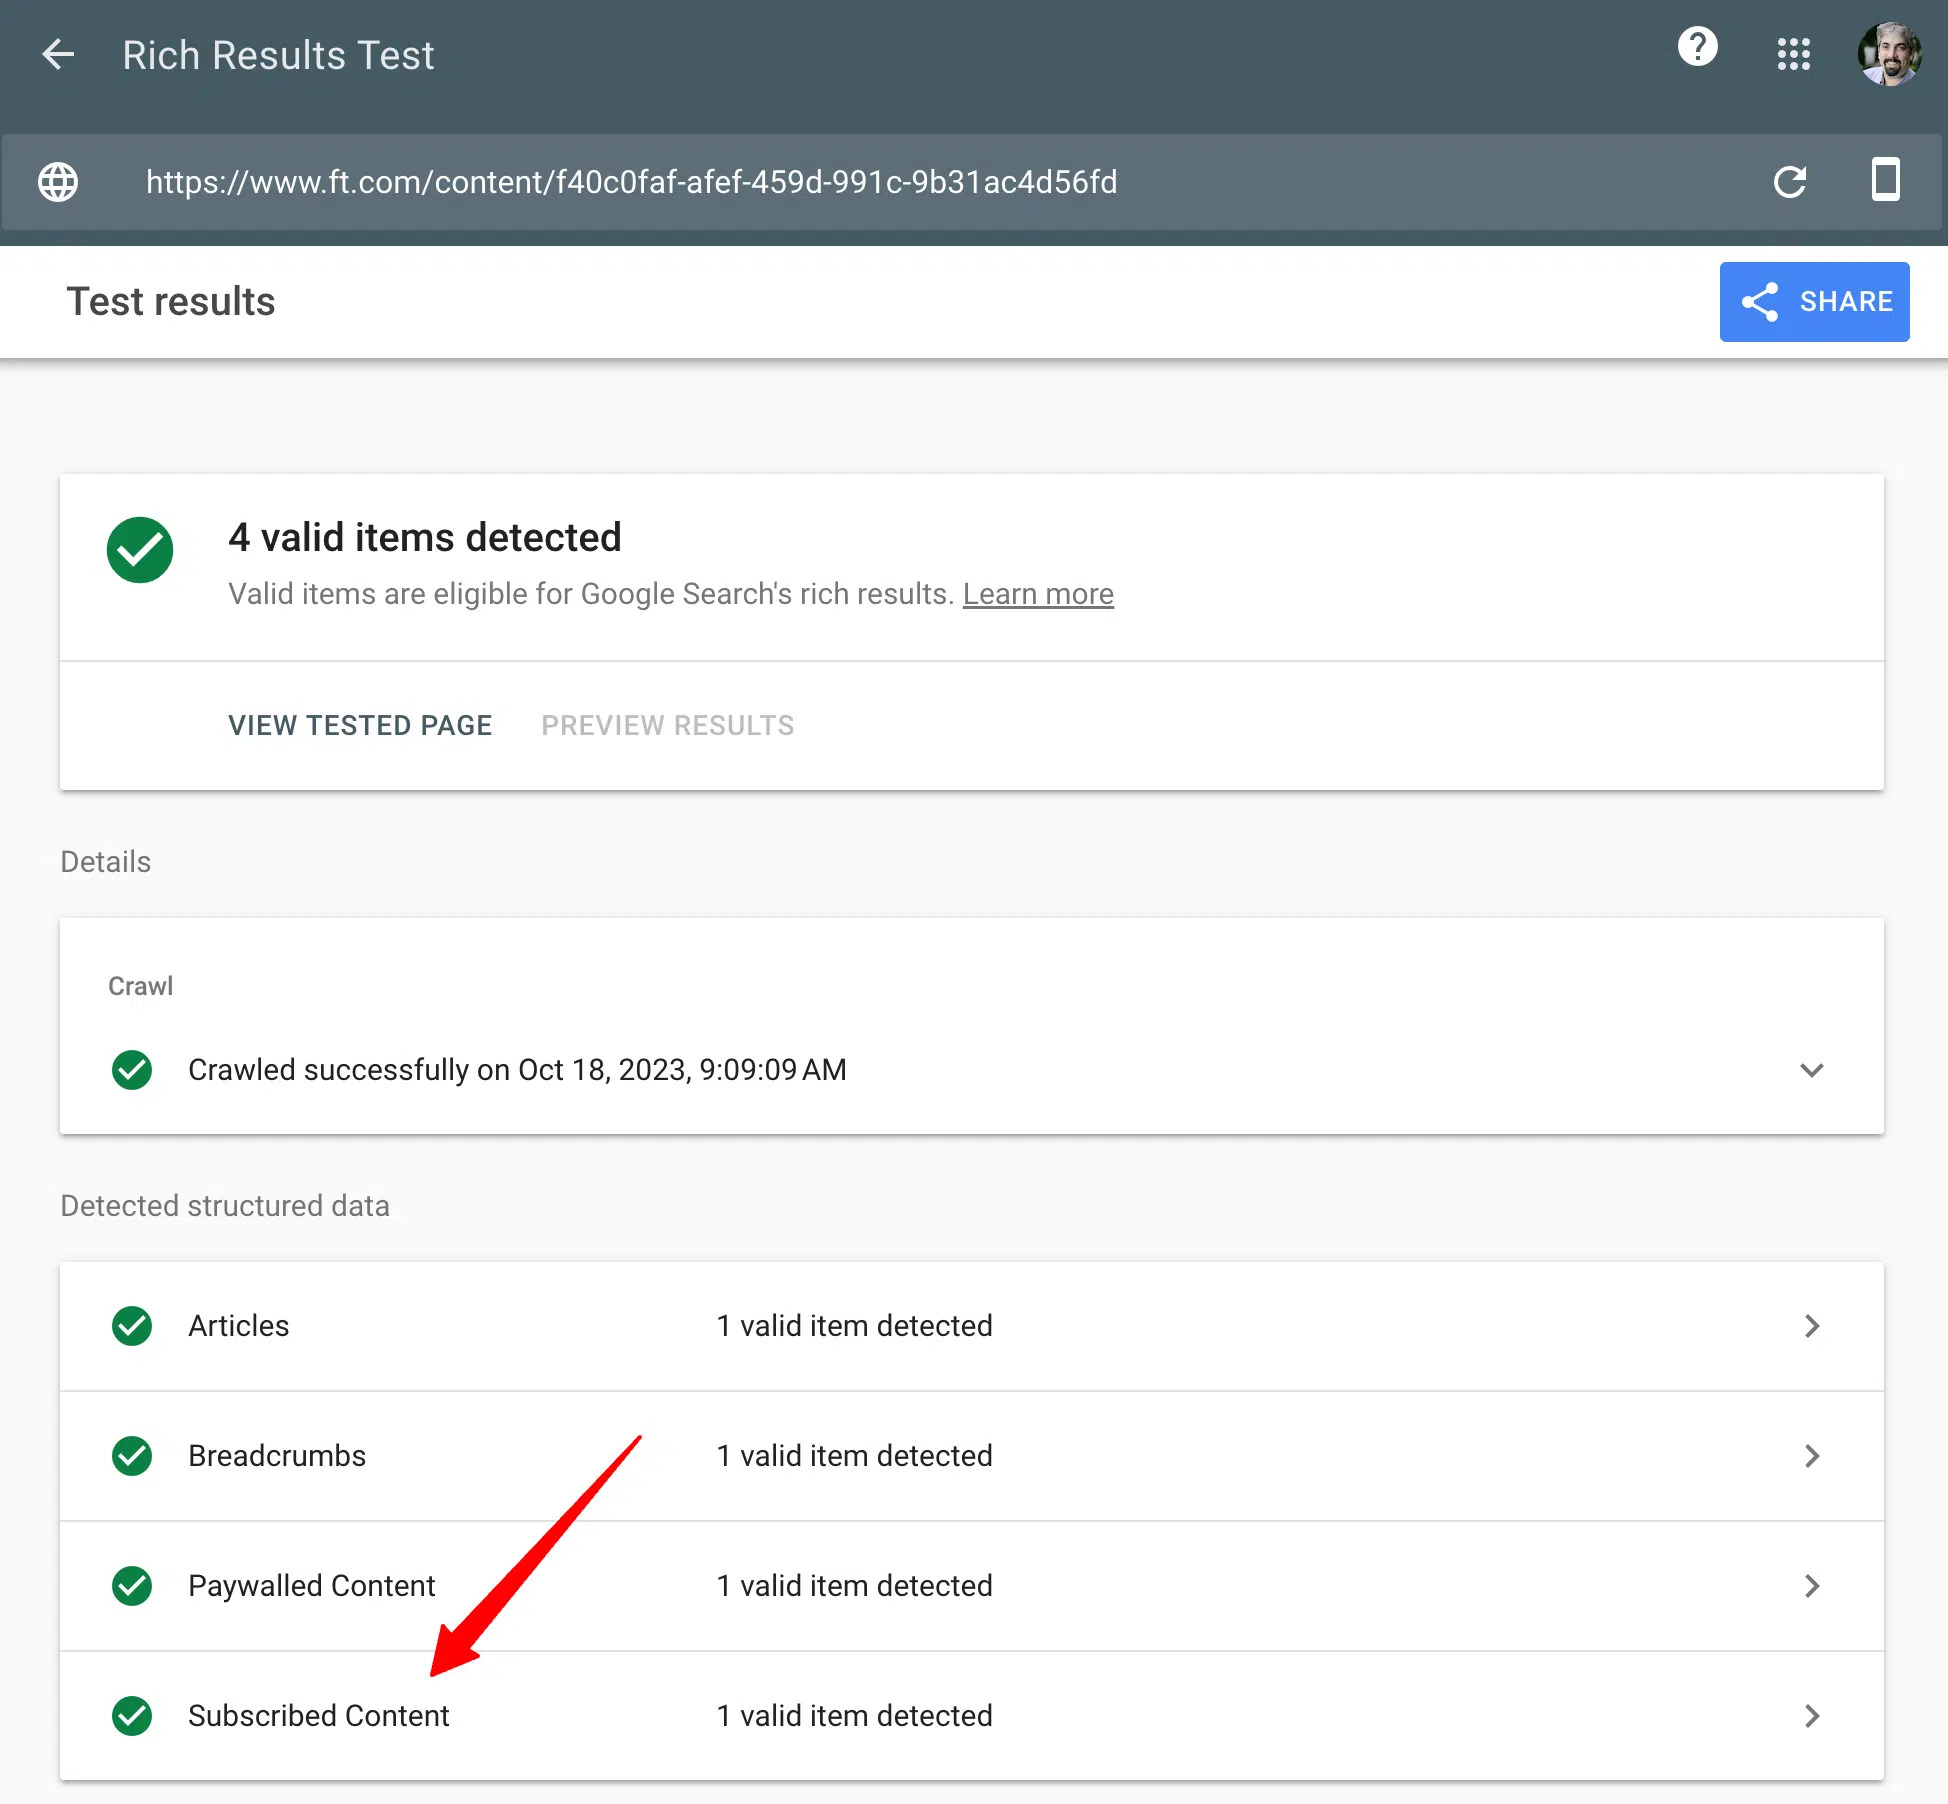 Rich Results Test
https://www.ft.com/content/f40c0faf-afef-459d-991c-9b31ac4d56fd
Test results
SHARE
4 valid items detected
Valid items are eligible for Google Search's rich results. Learn more
VIEW TESTED PAGE PREVIEW RESULTS
Details
Crawl
Crawled successfully on Oct 18, 2023, 9:09:09 AM
Detected structured data
Articles 1 valid item detected
Breadcrumbs 1 valid item detected
Paywalled Content 1 valid item detected
Subscribed Content 1 valid item detected